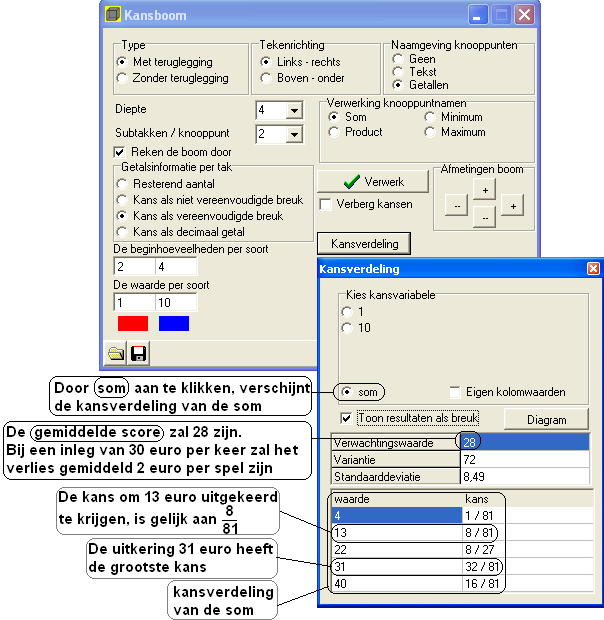 Kansboom
Type
Met teruglegging
Zonder teruglegging
Tekenrichting
Links - rechts
Boven - onder
Naamgeving knooppunten
Geen
Tekst
Getallen
Diepte
4
Subtakken / knooppunt
2
Reken de boom door
Verwerking knooppuntnamen
Som
Minimum
Product
Maximum
Getalsinformatie per tak
Resterend aantal
Kans als niet vereenvoudigde breuk
Kans als vereenvoudigde breuk
Kans als decimaal getal
Verwerk
Verberg kansen
Afmetingen boom
+
--
+
--
Kansverdeling
De beginhoeveelheden per soort
2 4
De waarde per soort
1 10
Kansverdeling
Kies kansvariabele
1
10
som
Eigen kolomwaarden
Toon resultaten als breuk
Diagram
Verwachtingswaarde 28
Variantie 72
Standaarddeviatie 8,49
waarde kans
4 1 / 81
13 8 / 81
22 8 / 27
31 32 / 81
40 16 / 81
Door som aan te klikken, verschijnt
de kansverdeling van de som
De gemiddelde score zal 28 zijn.
Bij een inleg van 30 euro per keer zal het
verlies gemiddeld 2 euro per spel zijn
De kans om 13 euro uitgekeerd
te krijgen, is gelijk aan 8
81
De uitkering 31 euro heeft
de grootste kans
kansverdeling
van de som